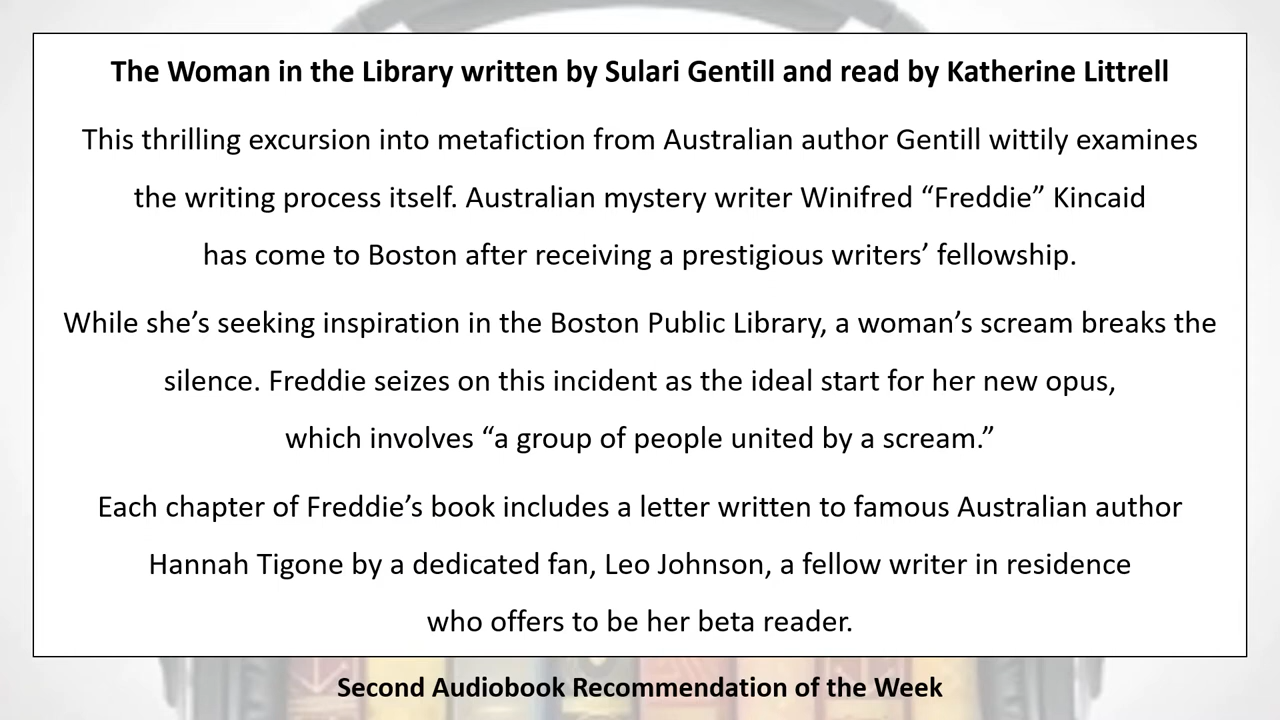 The Woman in the Library written by Sulari Gentill and read by Katherine Littrell
This thrilling excursion into metafiction from Australian author Gentill wittily examines
the writing process itself. Australian mystery writer Winifred “Freddie” Kincaid
has come to Boston after receiving a prestigious writers’ fellowship.
While she’s seeking inspiration in the Boston Public Library, a woman’s scream breaks the
silence. Freddie seizes on this incident as the ideal start for her new opus,
which involves “a group of people united by a scream.”
Each chapter of Freddie’s book includes a letter written to famous Australian author
Hannah Tigone by a dedicated fan, Leo Johnson, a fellow writer in residence
who offers to be her beta reader.
Second Audiobook Recommendation of the Week